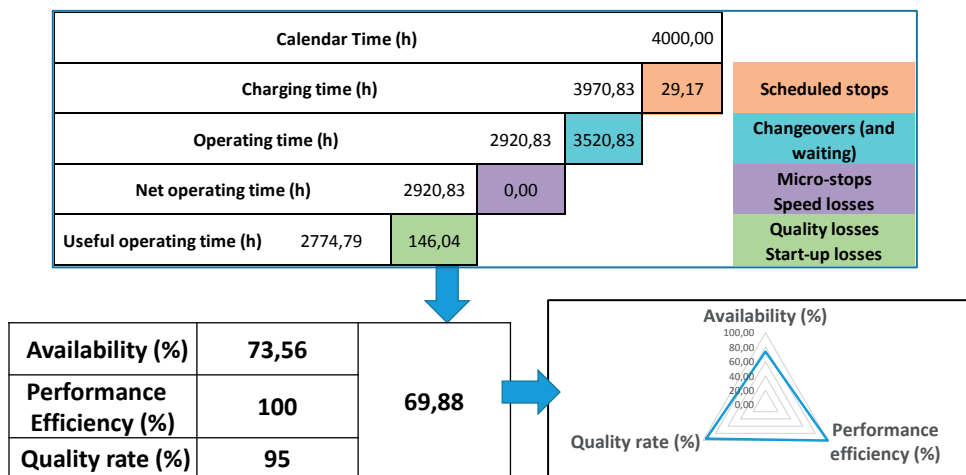 Calendar Time (h) 4000,00
Charging time (h) 3970,83 29,17 Scheduled stops
Operating time (h) 2920,83 3520,83 Changeovers (and
waiting)
Net operating time (h) 2920,83 0,00 Micro-stops
Speed losses
Useful operating time (h) 2774,79 146,04 Quality losses
Start-up losses
Availability (%) 73,56
Performance
Efficiency (%) 100
69,88
Quality rate (%) 95
Availability (%)
100,00
80,00
60,00
40,00
20,00
0,00
Quality rate (%)
Performance
efficiency (%)